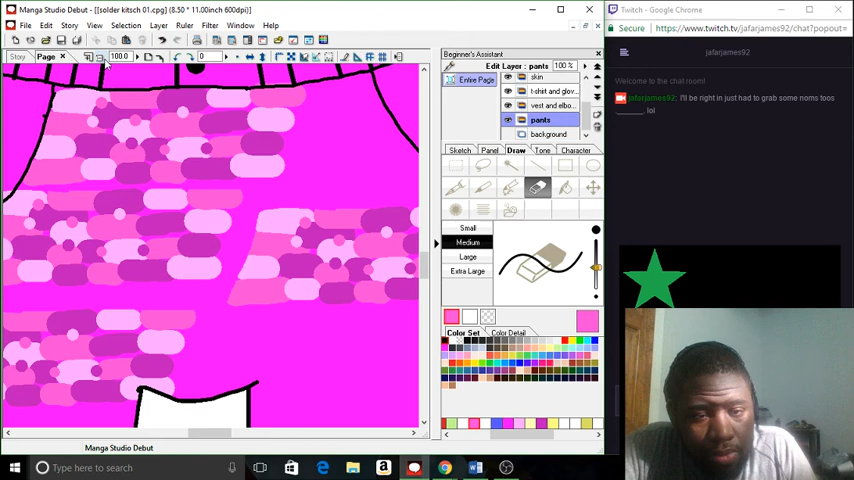 Manga Studio Debut - [[solder kitsch 01.cpg] (8.50 * 11.00inch 600dpi)]
File Edit Story View Selection Layer Filter Window Help
Story Page
100.0
0
Beginner's Assistant
Edit Layer : pants 100 %
Entire Page
skin
t-shirt and glov...
vest and elbo...
pants
background
Sketch Panel Draw Tone Character
Small
Medium
Large
Extra Large
Color Set Color Detail
Manga Studio Debut
Type here to search
Twitch - Google Chrome
Secure https://www.twitch.tv/jafarjames92/chat?popout=
jafarjames92
Welcome to the chat room!
jafarjames92: I'll be right in just had to grab some noms toos
lol